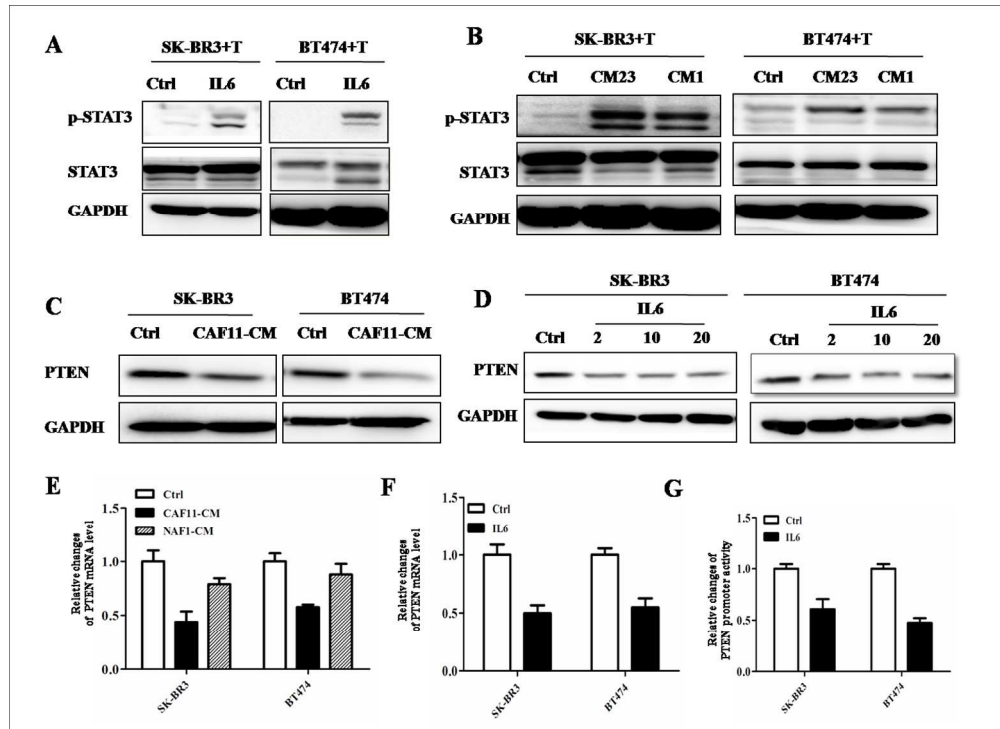 A
SK-BR3+T BT474+T
Ctrl IL6 Ctrl IL6
p-STAT3
STAT3
GAPDH
B
SK-BR3+T BT474+T
Ctrl CM23 CM1 Ctrl CM23 CM1
p-STAT3
STAT3
GAPDH
C
SK-BR3 BT474
Ctrl CAF11-CM Ctrl CAF11-CM
PTEN
GAPDH
D
SK-BR3 BT474
IL6 IL6
Ctrl 2 10 20 Ctrl 2 10 20
PTEN
GAPDH
E
Ctrl
CAF11-CM
NAF1-CM
Relative changes
of PTEN mRNA level
1.5
1.0
0.5
0.0
SK-BR3 BT474
F
Ctrl
IL6
Relative changes
of PTEN mRNA level
1.5
1.0
0.5
0.0
SK-BR3 BT474
G
Ctrl
IL6
Relative changes of
PTEN promoter activity
1.5
1.0
0.5
0.0
SK-BR3 BT474